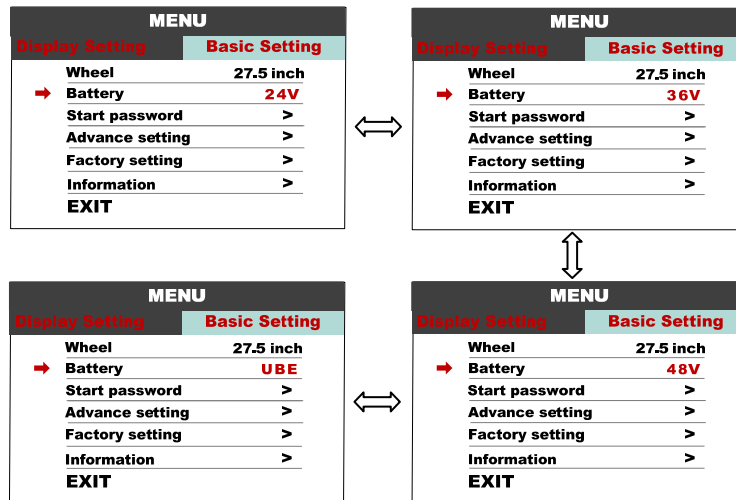 MENU
Display Setting Basic Setting
Wheel 27.5 inch
Battery 24V
Start password >
Advance setting >
Factory setting >
Information >
EXIT
MENU
Display Setting Basic Setting
Wheel 27.5 inch
Battery 36V
Start password >
Advance setting >
Factory setting >
Information >
EXIT
MENU
Display Setting Basic Setting
Wheel 27.5 inch
Battery UBE
Start password >
Advance setting >
Factory setting >
Information >
EXIT
MENU
Display Setting Basic Setting
Wheel 27.5 inch
Battery 48V
Start password >
Advance setting >
Factory setting >
Information >
EXIT